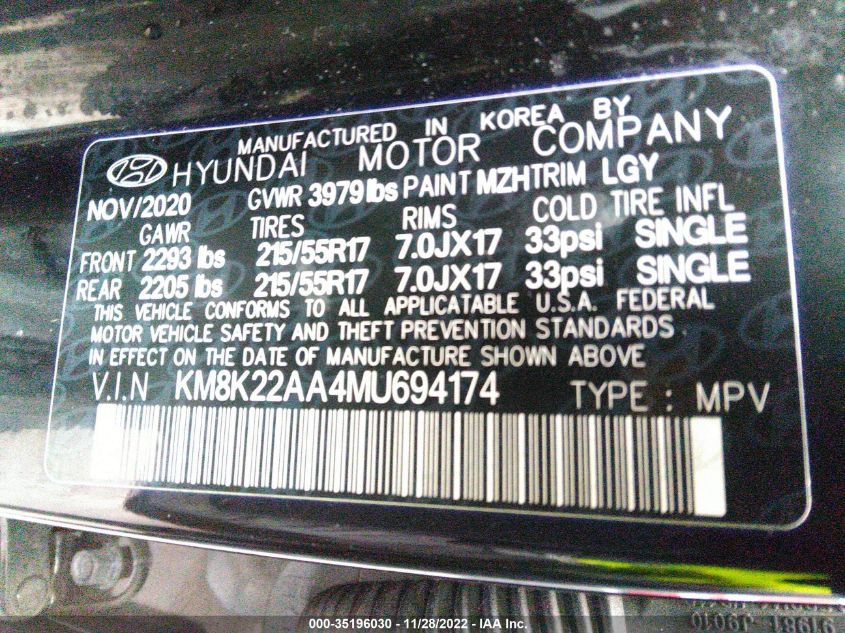 MANUFACTURED IN KOREA BY
HYUNDAI MOTOR COMPANY
NOV/2020 GVWR 3979 lbs PAINT MZH TRIM LGY
GAWR TIRES RIMS COLD TIRE INFL
FRONT 2293 lbs 215/55R17 7.0JX17 33psi SINGLE
REAR 2205 lbs 215/55R17 7.0JX17 33psi SINGLE
THIS VEHICLE CONFORMS TO ALL APPLICATABLE U.S.A. FEDERAL
MOTOR VEHICLE SAFETY AND THEFT PREVENTION STANDARDS
IN EFFECT ON THE DATE OF MANUFACTURE SHOWN ABOVE
V.I.N KM8K22AA4MU694174 TYPE : MPV
000-35196030 - 11/28/2022 - IAA Inc.